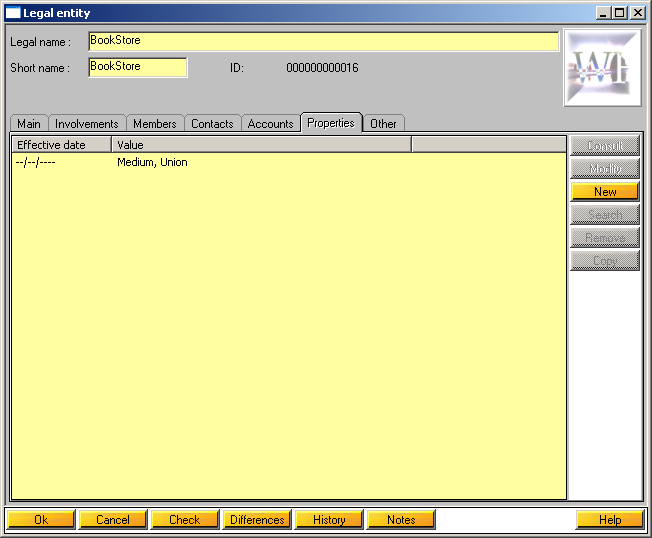 Legal entity
Legal name : BookStore
Short name : BookStore ID: 000000000016
Main Involvements Members Contacts Accounts Properties Other
Effective date Value
--/--/---- Medium, Union
Consult
Modify
New
Search
Remove
Copy
Ok Cancel Check Differences History Notes Help